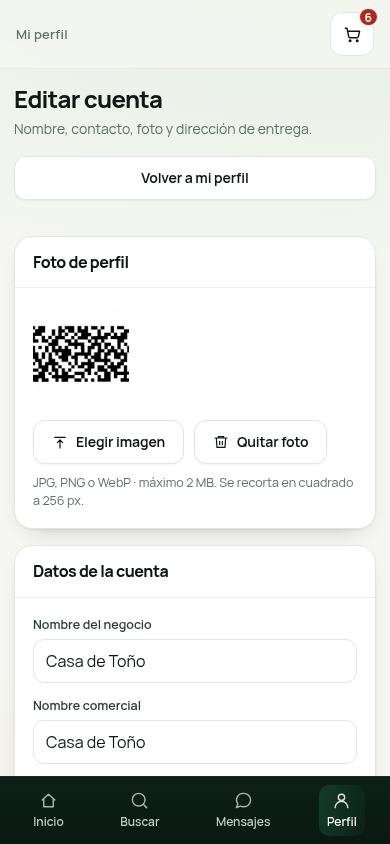 Mi perfil
6
Editar cuenta
Nombre, contacto, foto y dirección de entrega.
Volver a mi perfil
Foto de perfil
Elegir imagen
Quitar foto
JPG, PNG o WebP · máximo 2 MB. Se recorta en cuadrado
a 256 px.
Datos de la cuenta
Nombre del negocio
Casa de Toño
Nombre comercial
Casa de Toño
Inicio
Buscar
Mensajes
Perfil